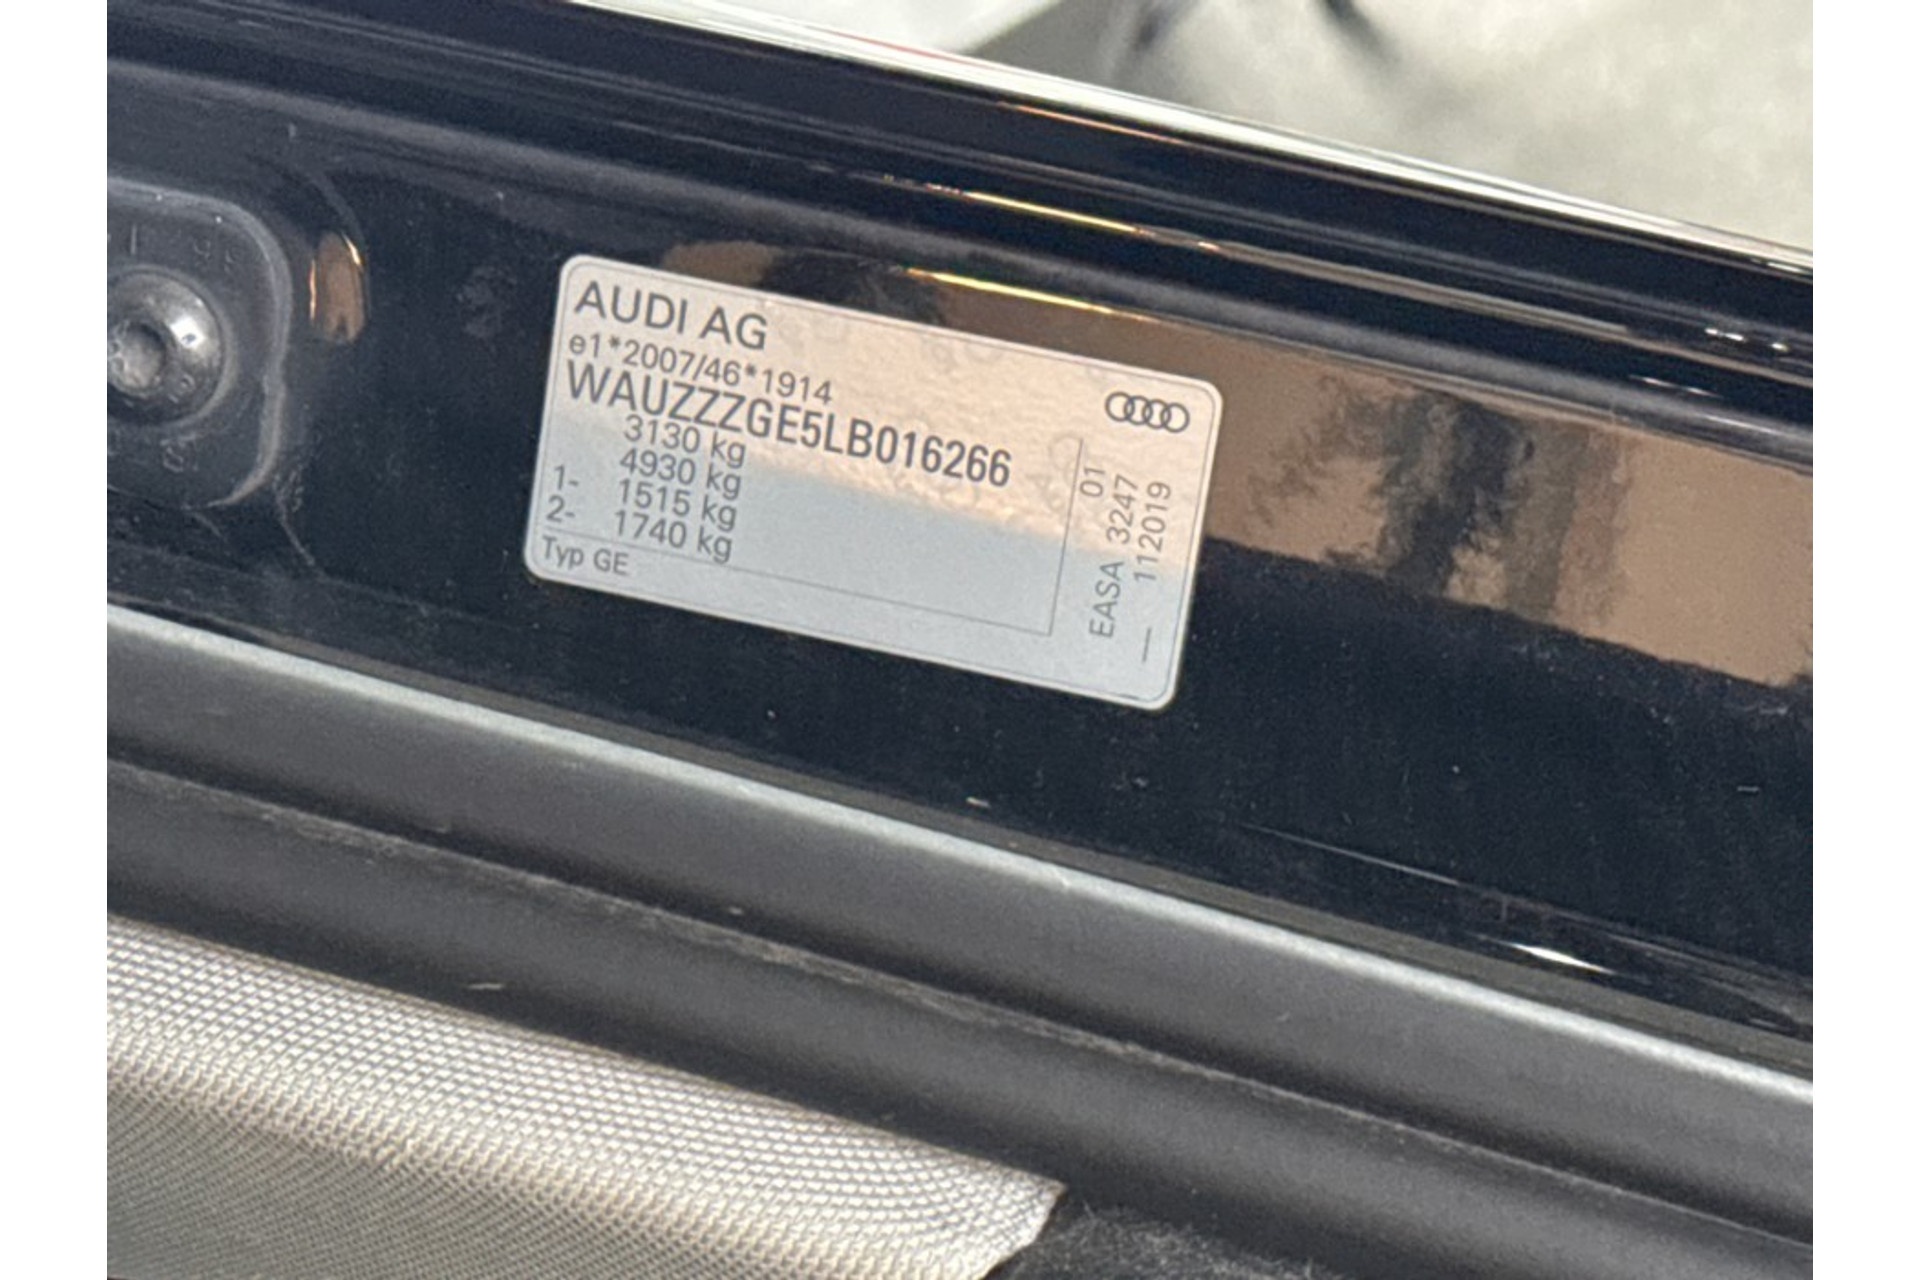 AUDI AG
e1*2007/46*1914
WAUZZZGE5LB016266
3130 kg
4930 kg
1- 1515 kg
2- 1740 kg
Typ GE
01
EASA 3247
112019